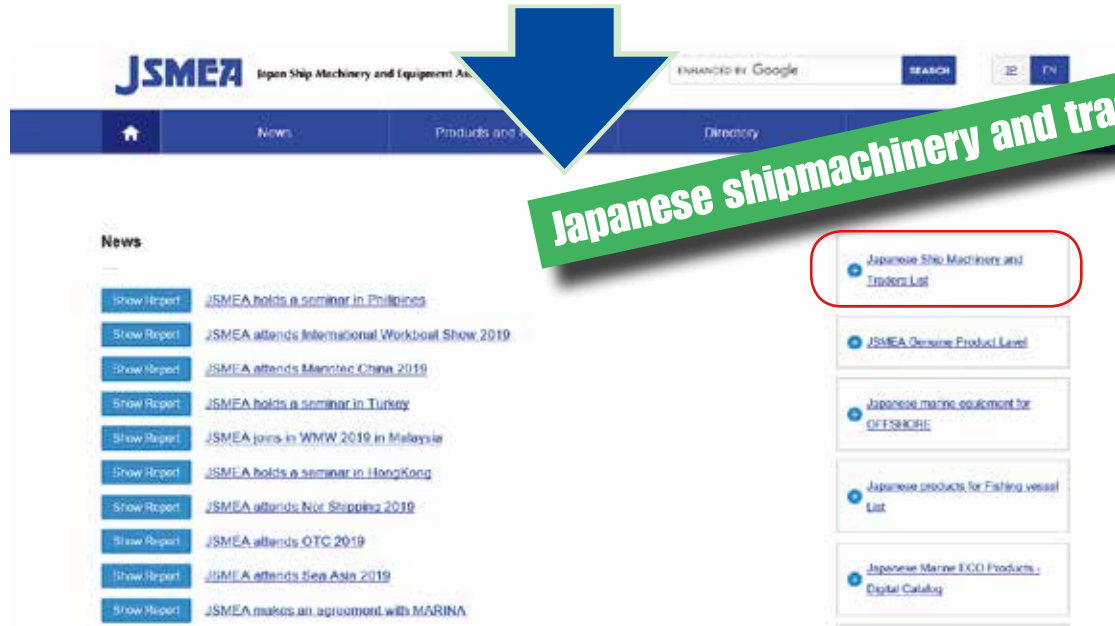 JSMEA Japan Ship Machinery and Equipment
ENHANCED BY Google
SEARCH
JP EN
News Products and Directory
Japanese shipmachinery and tra
News
Show Report JSMEA holds a seminar in Philipines
Show Report JSMEA attends International Workboat Show 2019
Show Report JSMEA attends Marintec China 2019
Show Report JSMEA holds a seminar in Turkey
Show Report JSMEA joins in WMW 2019 in Malaysia
Show Report JSMEA holds a seminar in HongKong
Show Report JSMEA attends Nor Shipping 2019
Show Report JSMEA attends OTC 2019
Show Report JSMEA attends Sea Asia 2019
Show Report JSMEA makes an agreement with MARINA
Japanese Ship Machinery and
Traders List
JSMEA Genuine Product Lavel
Japanese marine equipment for
OFFSHORE
Japanese products for Fishing vessel
List
Japanese Marine ECO Products -
Digital Catalog